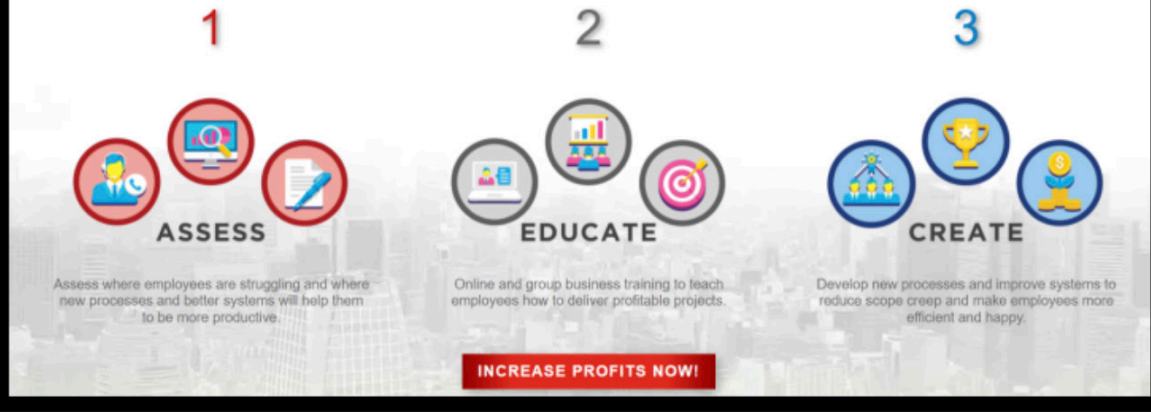 1
2
3
ASSESS
EDUCATE
CREATE
Assess where employees are struggling and where
new processes and better systems will help them
to be more productive.
Online and group business training to teach
employees how to deliver profitable projects.
Develop new processes and improve systems to
reduce scope creep and make employees more
efficient and happy.
INCREASE PROFITS NOW!